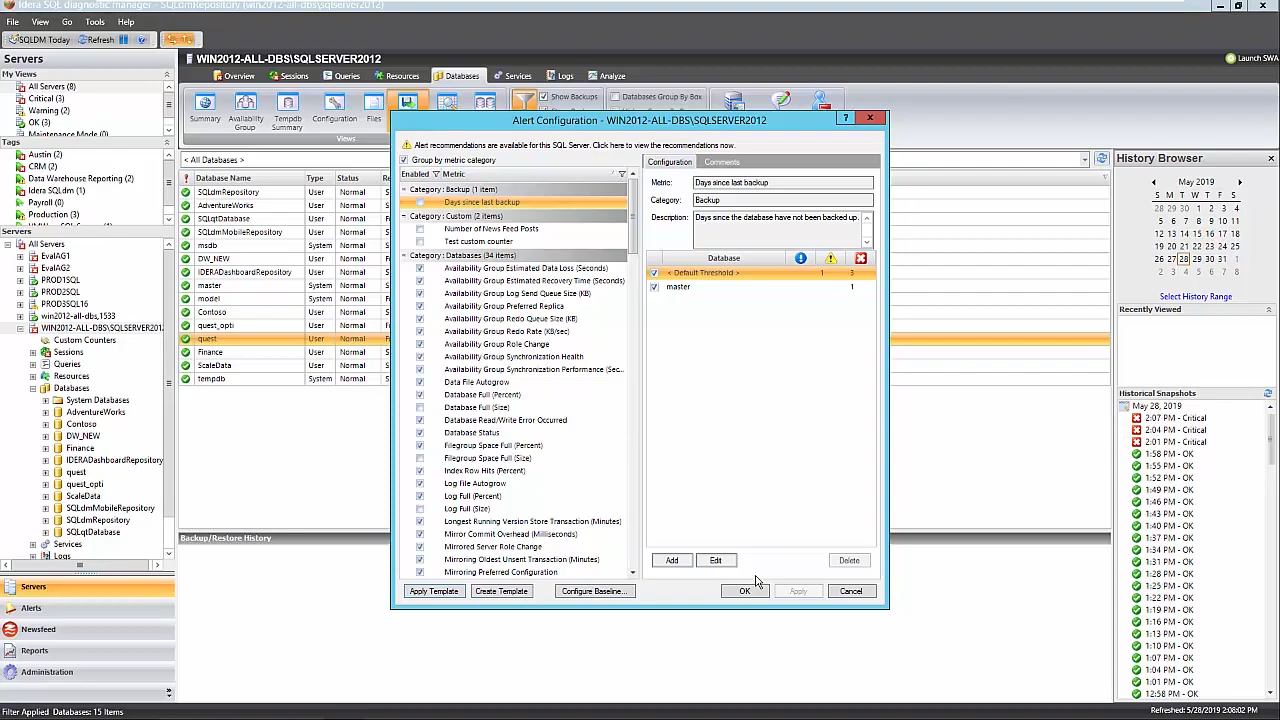 Idera SQL diagnostic manager - SQLdmRepository (win2012-all-dbs\sqlserver2012)
File View Go Tools Help
SQLDM Today Refresh
Servers
My Views
All Servers (8)
Critical (3)
Warning (2)
OK (3)
Maintenance Mode (0)
Tags
Austin (2)
CRM (2)
Data Warehouse Reporting (2)
Idera SQLdm (1)
Payroll (0)
Production (3)
Servers
All Servers
EvalAG1
EvalAG2
PROD1SQL
PROD2SQL
PROD3SQL16
win2012-all-dbs,1533
WIN2012-ALL-DBS\SQLSERVER201
Custom Counters
Sessions
Queries
Resources
Databases
System Databases
AdventureWorks
Contoso
DW_NEW
Finance
IDERADashboardRepository
quest
quest_opti
ScaleData
SQLdmMobileRepository
SQLdmRepository
SQLqtDatabase
Services
Logs
Servers
Alerts
Newsfeed
Reports
Administration
Filter Applied Databases: 15 Items
WIN2012-ALL-DBS\SQLSERVER2012
Launch SWA
Overview Sessions Queries Resources Databases Services Logs Analyze
Summary
Availability Group
Tempdb Summary
Configuration
Files
Views
Show Backups
Databases Group By Box
< All Databases >
Database Name Type Status
SQLdmRepository User Normal
AdventureWorks User Normal
SQLqtDatabase User Normal
SQLdmMobileRepository User Normal
msdb System Normal
DW_NEW User Normal
IDERADashboardRepository User Normal
master System Normal
model System Normal
Contoso User Normal
quest_opti User Normal
quest User Normal
Finance User Normal
ScaleData User Normal
tempdb System Normal
Backup/Restore History
Alert Configuration - WIN2012-ALL-DBS\SQLSERVER2012
Alert recommendations are available for this SQL Server. Click here to view the recommendations now.
Group by metric category
Enabled Metric
Category: Backup (1 item)
Days since last backup
Category: Custom (2 items)
Number of News Feed Posts
Test custom counter
Category: Databases (34 items)
Availability Group Estimated Data Loss (Seconds)
Availability Group Estimated Recovery Time (Seconds)
Availability Group Log Send Queue Size (KB)
Availability Group Preferred Replica
Availability Group Redo Queue Size (KB)
Availability Group Redo Rate (KB/sec)
Availability Group Role Change
Availability Group Synchronization Health
Availability Group Synchronization Performance (Sec...
Data File Autogrow
Database Full (Percent)
Database Full (Size)
Database Read/Write Error Occurred
Database Status
Filegroup Space Full (Percent)
Filegroup Space Full (Size)
Index Row Hits (Percent)
Log File Autogrow
Log Full (Percent)
Log Full (Size)
Longest Running Version Store Transaction (Minutes)
Mirror Commit Overhead (Milliseconds)
Mirrored Server Role Change
Mirroring Oldest Unsent Transaction (Minutes)
Mirroring Preferred Configuration
Configuration Comments
Metric: Days since last backup
Category: Backup
Description: Days since the database have not been backed up.
Database
< Default Threshold > 1 3
master 1
Add Edit Delete
Apply Template Create Template Configure Baseline... OK Apply Cancel
History Browser
May 2019
28 29 30 1 2 3 4
5 6 7 8 9 10 11
12 13 14 15 16 17 18
19 20 21 22 23 24 25
26 27 28 29 30 31 1
2 3 4 5 6 7 8
Select History Range
Recently Viewed
Historical Snapshots
May 28, 2019
2:07 PM - Critical
2:04 PM - Critical
2:01 PM - Critical
1:58 PM - OK
1:55 PM - OK
1:52 PM - OK
1:49 PM - OK
1:46 PM - OK
1:43 PM - OK
1:40 PM - OK
1:37 PM - OK
1:34 PM - OK
1:31 PM - OK
1:28 PM - OK
1:25 PM - OK
1:22 PM - OK
1:19 PM - OK
1:16 PM - OK
1:13 PM - OK
1:10 PM - OK
1:07 PM - OK
1:04 PM - OK
1:01 PM - OK
12:58 PM - OK
Refreshed: 5/28/2019 2:08:02 PM